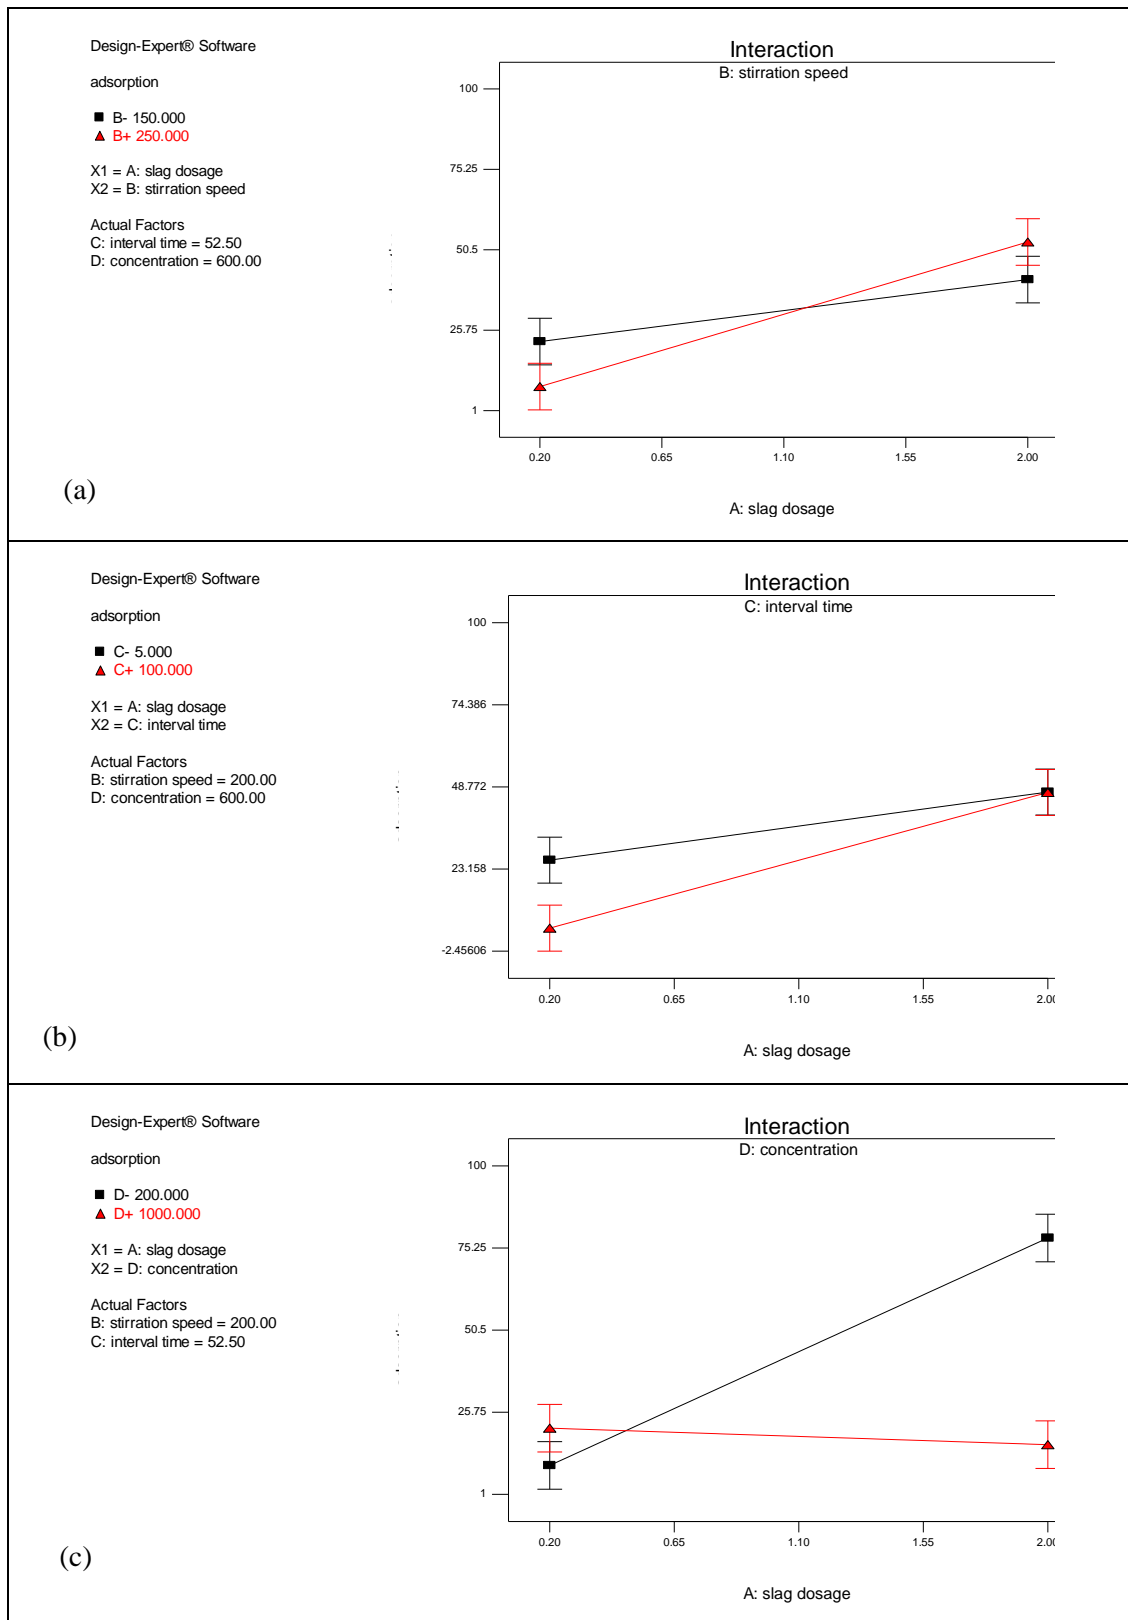 Design-Expert® Software
adsorption
B- 150.000
B+ 250.000
X1 = A: slag dosage
X2 = B: stirration speed
Actual Factors
C: interval time = 52.50
D: concentration = 600.00
Interaction
B: stirration speed
100
75.25
50.5
25.75
1
0.20 0.65 1.10 1.55 2.00
A: slag dosage
(a)
Design-Expert® Software
adsorption
C- 5.000
C+ 100.000
X1 = A: slag dosage
X2 = C: interval time
Actual Factors
B: stirration speed = 200.00
D: concentration = 600.00
Interaction
C: interval time
100
74.386
48.772
23.158
-2.45606
0.20 0.65 1.10 1.55 2.00
A: slag dosage
(b)
Design-Expert® Software
adsorption
D- 200.000
D+ 1000.000
X1 = A: slag dosage
X2 = D: concentration
Actual Factors
B: stirration speed = 200.00
C: interval time = 52.50
Interaction
D: concentration
100
75.25
50.5
25.75
1
0.20 0.65 1.10 1.55 2.00
A: slag dosage
(c)